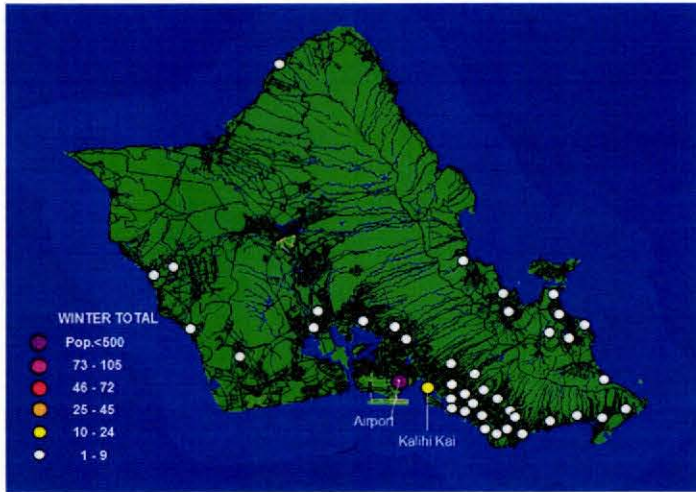 WINTER TOTAL
Pop.<500
73 - 105
46 - 72
25 - 45
10 - 24
1 - 9
Airport
Kalihi Kai